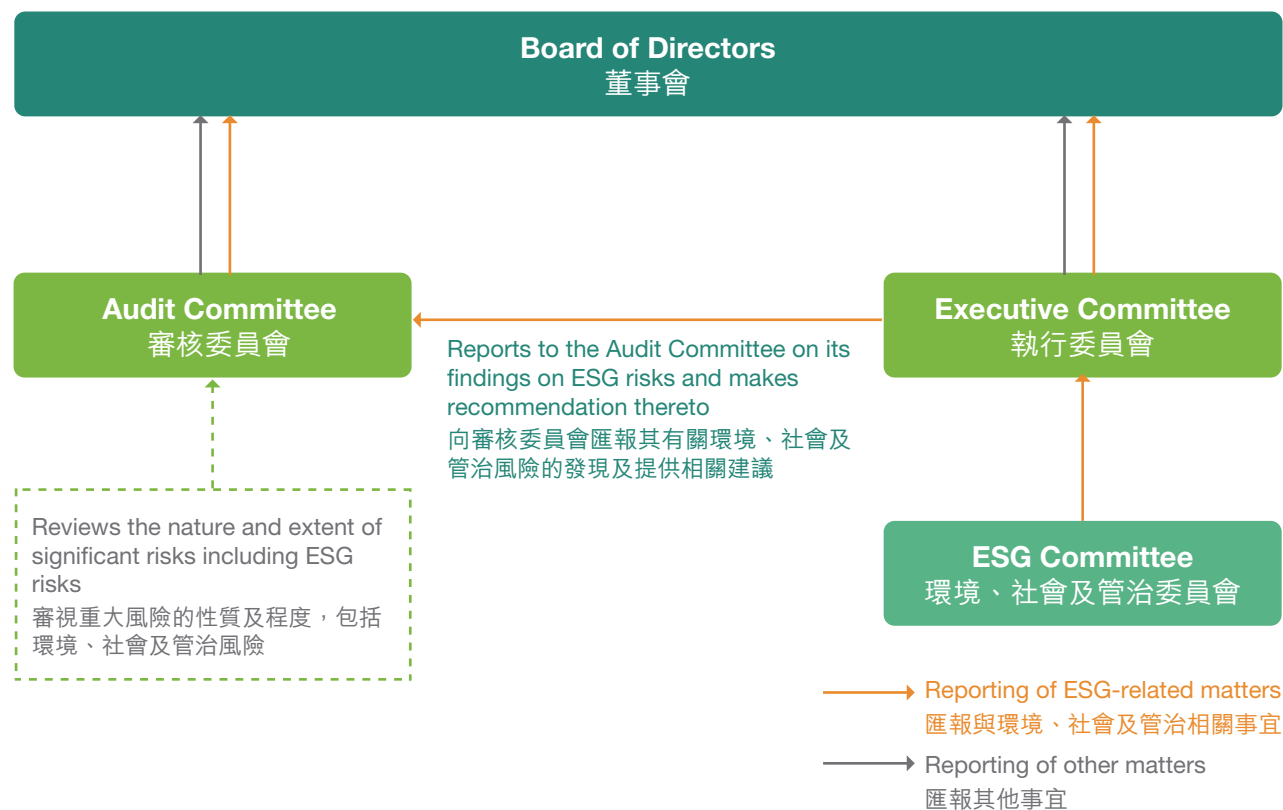 Board of Directors
董事會
Audit Committee
審核委員會
Executive Committee
執行委員會
Reports to the Audit Committee on its
findings on ESG risks and makes
recommendation thereto
向審核委員會匯報其有關環境、社會及
管治風險的發現及提供相關建議
Reviews the nature and extent of
significant risks including ESG
risks
審視重大風險的性質及程度，包括
環境、社會及管治風險
ESG Committee
環境、社會及管治委員會
Reporting of ESG-related matters
匯報與環境、社會及管治相關事宜
Reporting of other matters
匯報其他事宜